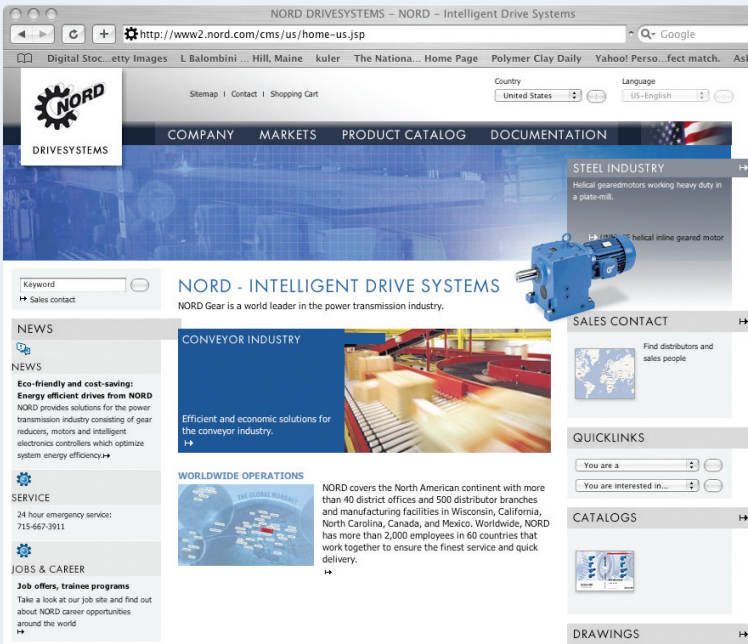 NORD DRIVESYSTEMS – NORD – Intelligent Drive Systems
http://www2.nord.com/cms/us/home-us.jsp
Google
Digital Stoc...etty Images L Balombini ... Hill, Maine kuler The Nationa... Home Page Polymer Clay Daily Yahoo! Perso...fect match.
NORD
DRIVESYSTEMS
Sitemap I Contact I Shopping Cart
Country
United States
Language
US-English
COMPANY MARKETS PRODUCT CATALOG DOCUMENTATION
STEEL INDUSTRY
Helical gearedmotors working heavy duty in
a plate-mill.
helical inline geared motor
Keyword
Sales contact
NORD - INTELLIGENT DRIVE SYSTEMS
NORD Gear is a world leader in the power transmission industry.
NEWS
NEWS
Eco-friendly and cost-saving:
Energy efficient drives from NORD
NORD provides solutions for the power
transmission industry consisting of gear
reducers, motors and intelligent
electronics controllers which optimize
system energy efficiency.
SERVICE
24 hour emergency service:
715-667-3911
JOBS & CAREER
Job offers, trainee programs
Take a look at our job site and find out
about NORD career opportunities
around the world
CONVEYOR INDUSTRY
Efficient and economic solutions for
the conveyor industry.
WORLDWIDE OPERATIONS
THE GLOBAL NORDNET
NORD covers the North American continent with more
than 40 district offices and 500 distributor branches
and manufacturing facilities in Wisconsin, California,
North Carolina, Canada, and Mexico. Worldwide, NORD
has more than 2,000 employees in 60 countries that
work together to ensure the finest service and quick
delivery.
SALES CONTACT
Find distributors and
sales people
QUICKLINKS
You are a
You are interested in...
CATALOGS
DRAWINGS